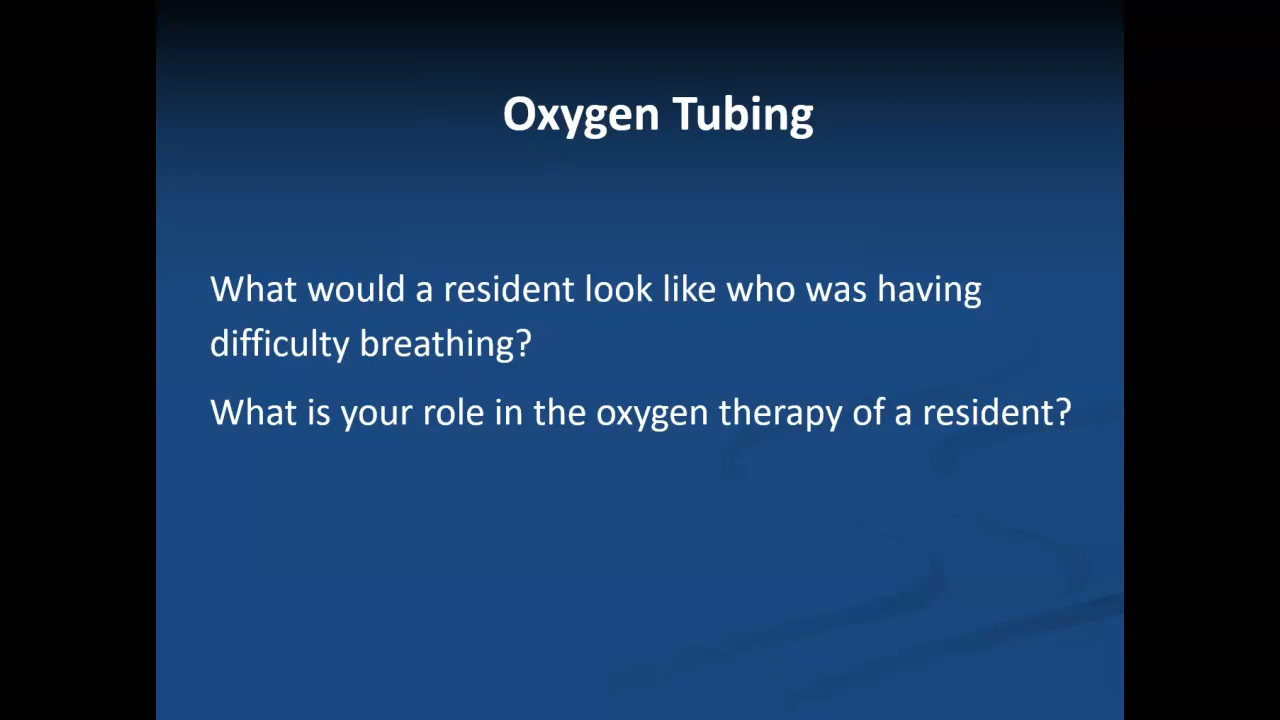 Oxygen Tubing
What would a resident look like who was having
difficulty breathing?
What is your role in the oxygen therapy of a resident?